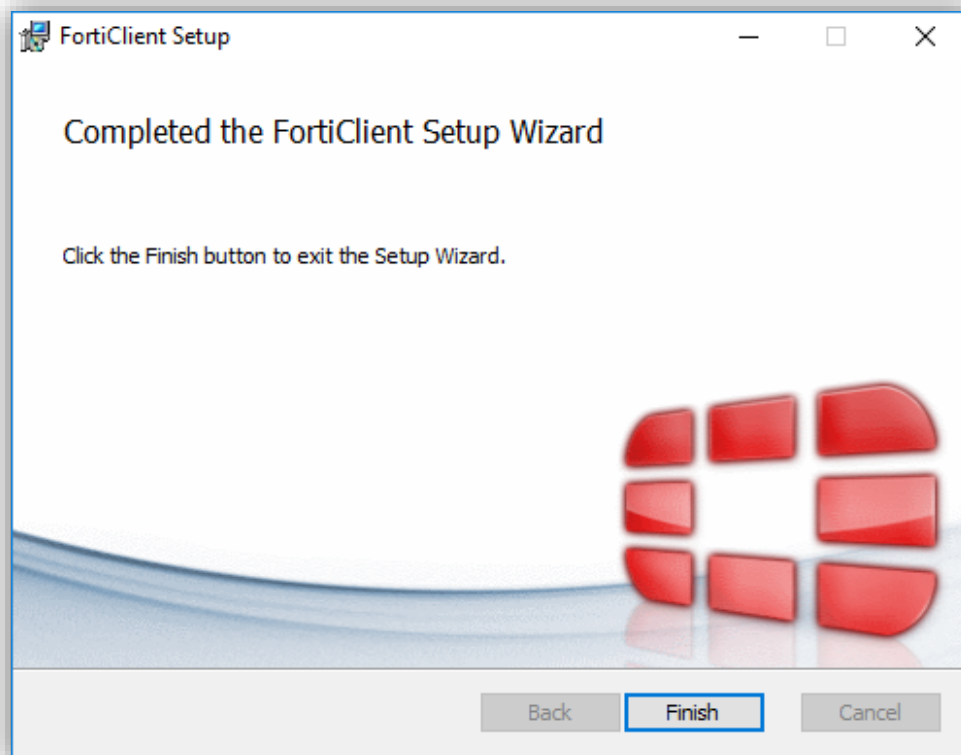 FortiClient Setup
Completed the FortiClient Setup Wizard
Click the Finish button to exit the Setup Wizard.
Back
Finish
Cancel